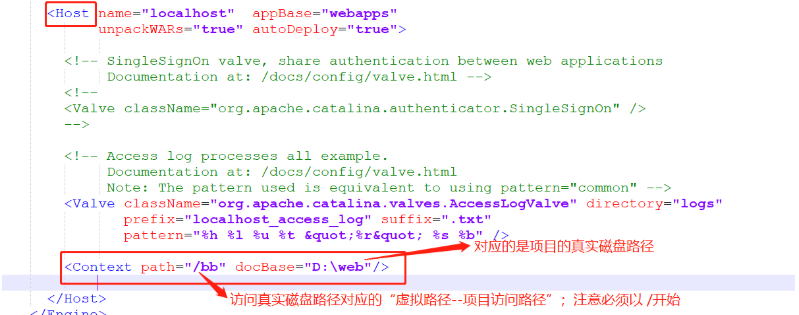 <Host name="localhost"  appBase="webapps"
unpackWARs="true" autoDeploy="true">
<!-- SingleSignOn valve, share authentication between web applications
Documentation at: /docs/config/valve.html -->
<!--
<Valve className="org.apache.catalina.authenticator.SingleSignOn" />
-->
<!-- Access log processes all example.
Documentation at: /docs/config/valve.html
Note: The pattern used is equivalent to using pattern="common" -->
<Valve className="org.apache.catalina.valves.AccessLogValve" directory="logs"
prefix="localhost_access_log" suffix=".txt"
pattern="%h %l %u %t &quot;%r&quot; %s %b" />
对应的是项目的真实磁盘路径
<Context path="/bb" docBase="D:\web"/>
</Host>
访问真实磁盘路径对应的“虚拟路径--项目访问路径”；注意必须以 /开始
</Engine>